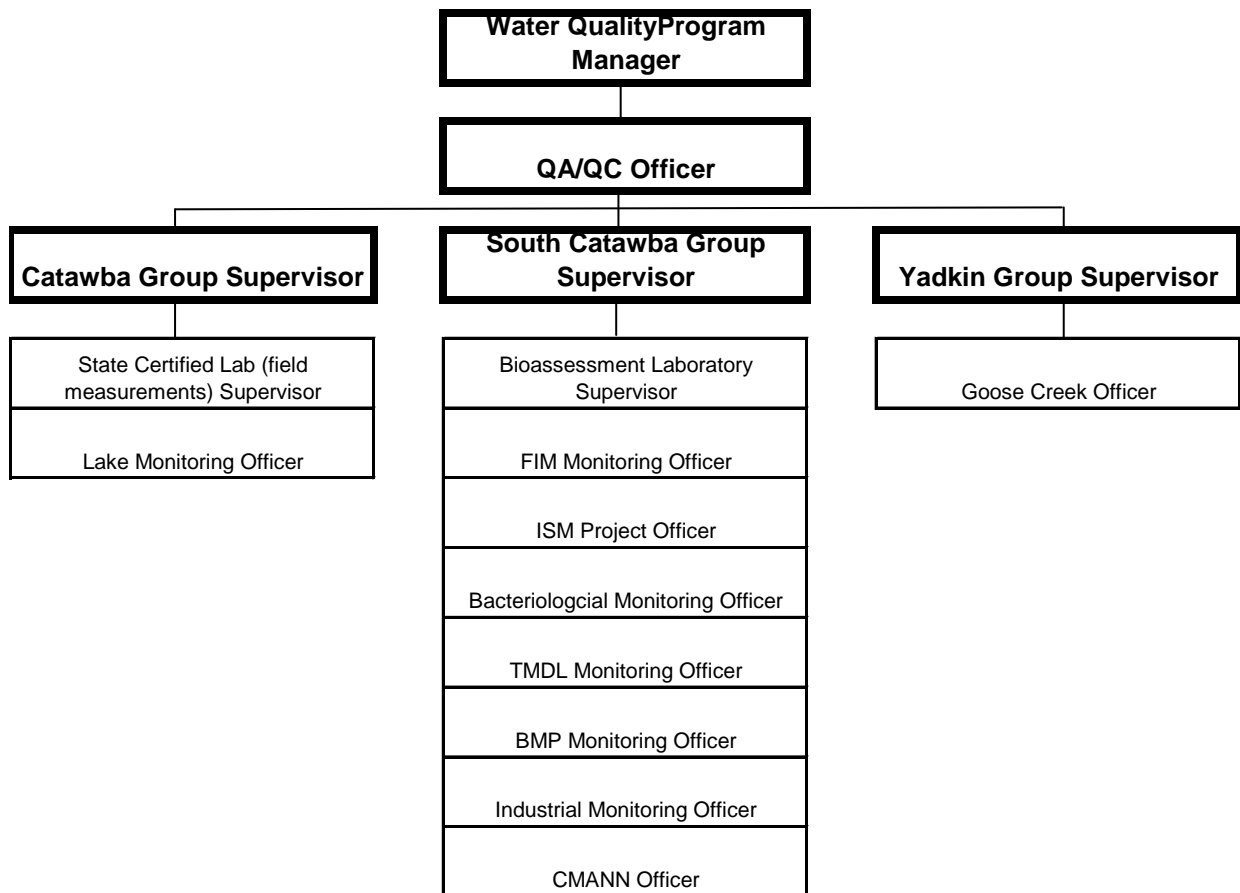 Water QualityProgram
Manager
QA/QC Officer
Catawba Group Supervisor
South Catawba Group
Supervisor
Yadkin Group Supervisor
State Certified Lab (field
measurements) Supervisor
Lake Monitoring Officer
Bioassessment Laboratory
Supervisor
FIM Monitoring Officer
ISM Project Officer
Bacteriologcial Monitoring Officer
TMDL Monitoring Officer
BMP Monitoring Officer
Industrial Monitoring Officer
CMANN Officer
Goose Creek Officer